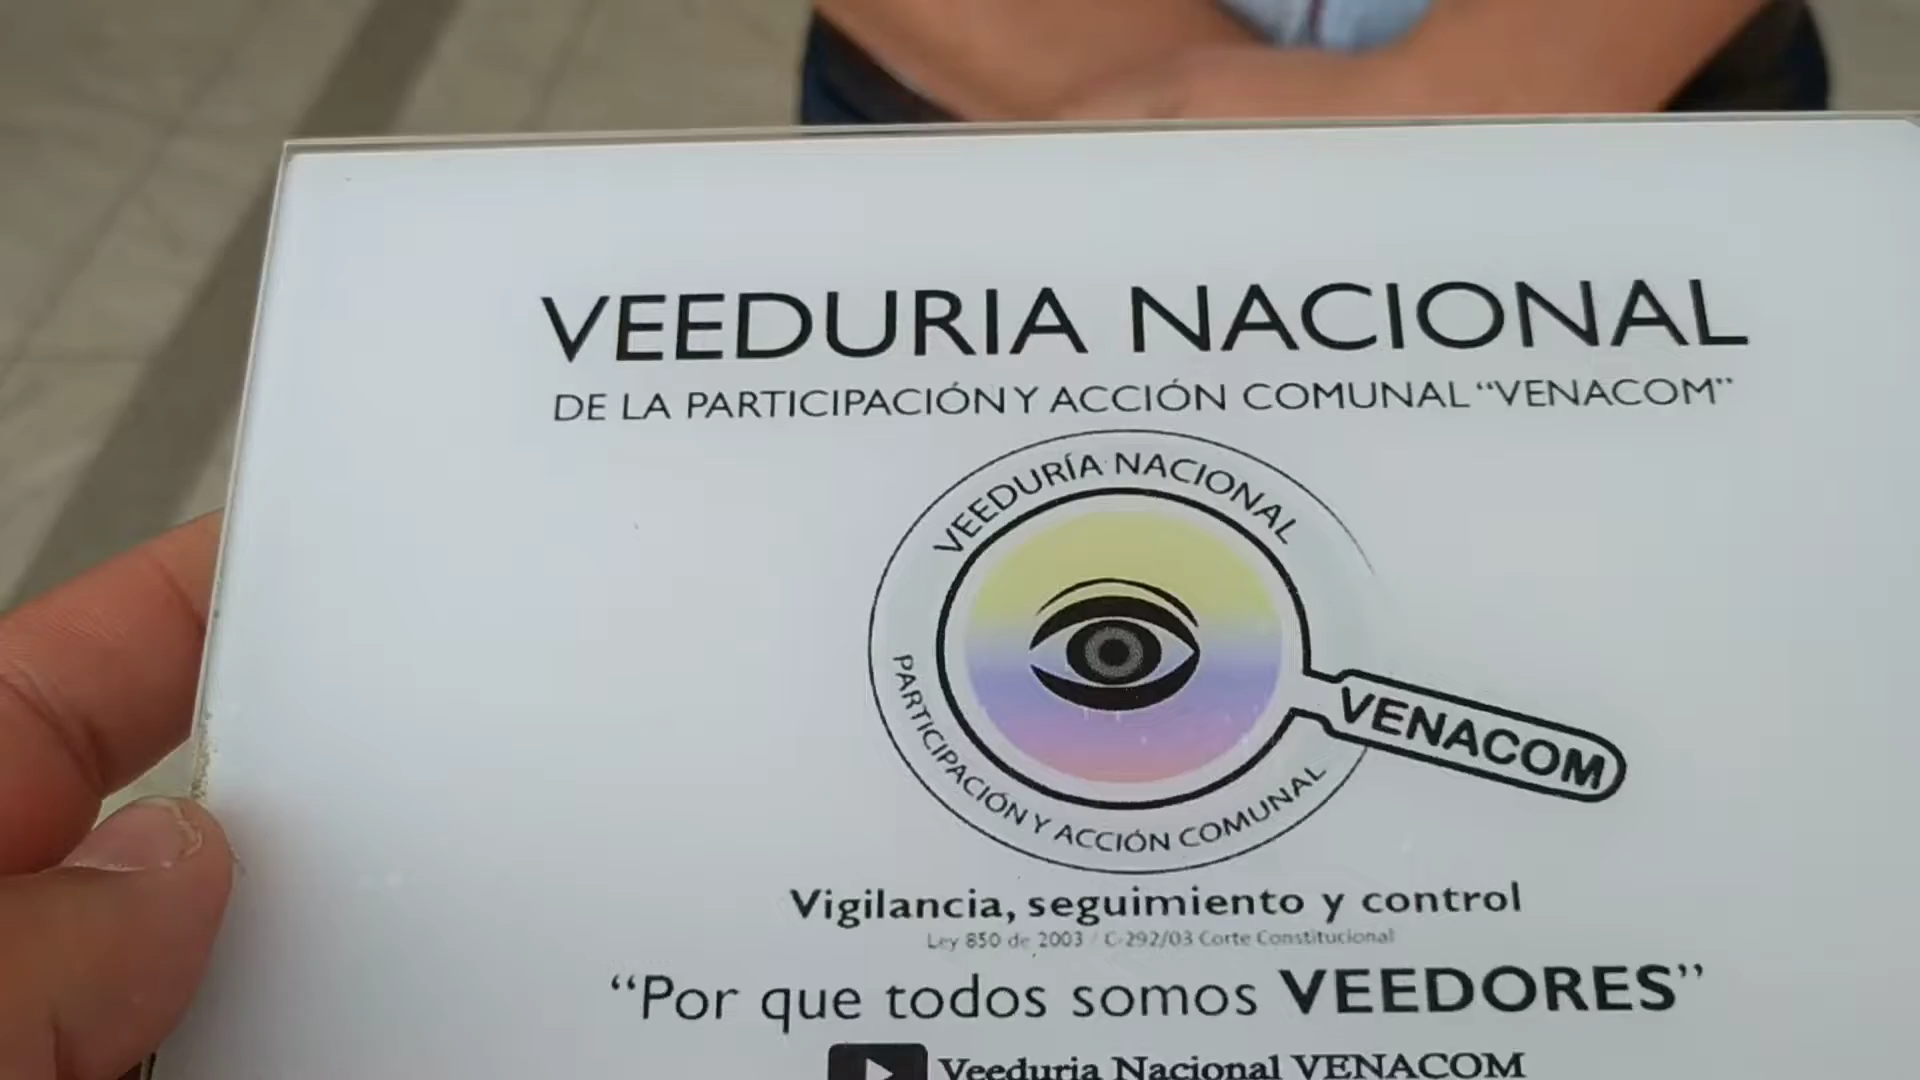 VEEDURIA NACIONAL
DE LA PARTICIPACIÓN Y ACCIÓN COMUNAL “VENACOM”
VEEDURÍA NACIONAL
PARTICIPACIÓN Y ACCIÓN COMUNAL
VENACOM
Vigilancia, seguimiento y control
Ley 850 de 2003 / C-292/03 Corte Constitucional
“Por que todos somos VEEDORES”
Veeduria Nacional VENACOM